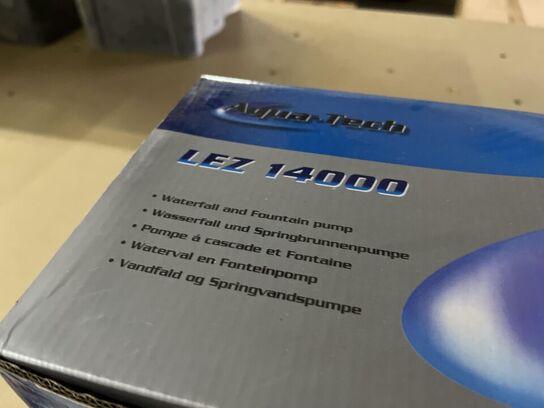 Aqua-Tech
LEZ 14000
• Waterfall and Fountain pump
• Wasserfall und Springbrunnenpumpe
• Pompe á cascade et Fontaine
• Waterval en Fonteinpomp
• Vandfald og Springvandspumpe